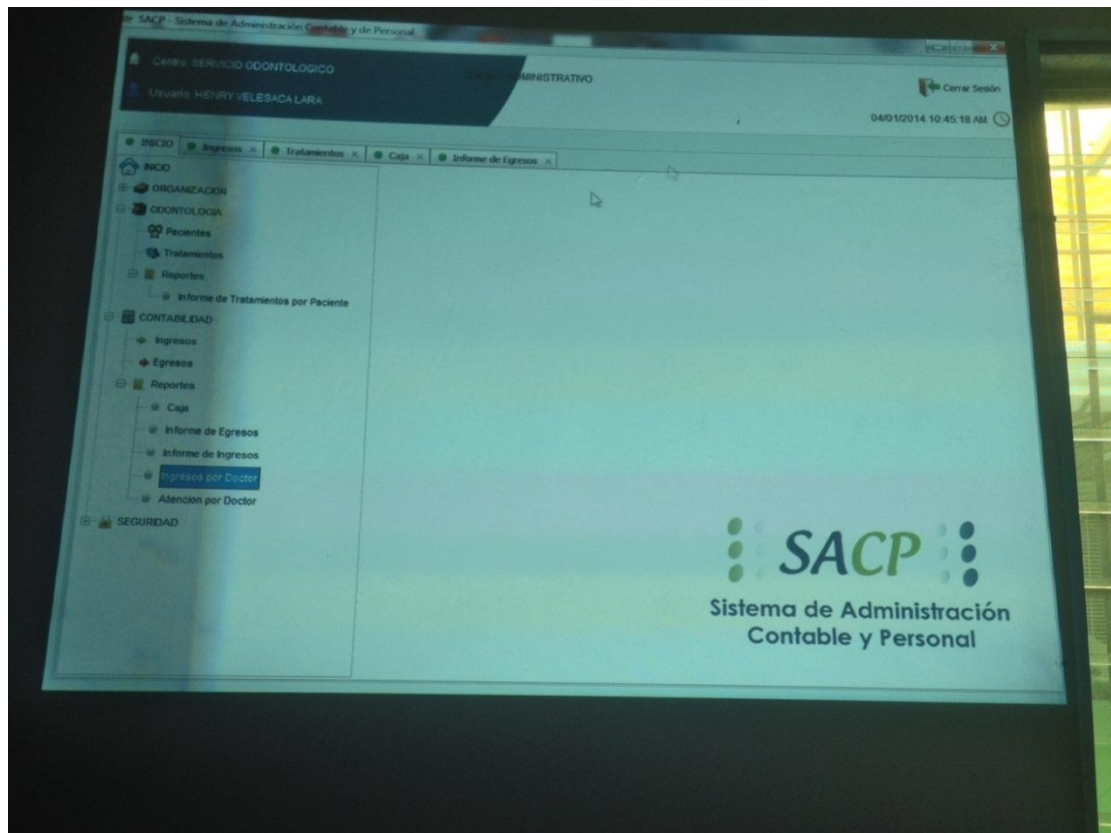 SACP - Sistema de Administración Contable y de Personal
Centro: SERVICIO ODONTOLOGICO
Usuario: HENRY VELESACA LARA
ADMINISTRATIVO
Cerrar Sesión
04/01/2014 10:45:18 AM
INICIO Ingresos Tratamientos Caja Informe de Egresos
INICIO
ORGANIZACION
ODONTOLOGIA
Pacientes
Tratamientos
Reportes
Informe de Tratamientos por Paciente
CONTABILIDAD
Ingresos
Egresos
Reportes
Caja
Informe de Egresos
Informe de Ingresos
Ingresos por Doctor
Atencion por Doctor
SEGURIDAD
SACP
Sistema de Administración
Contable y Personal